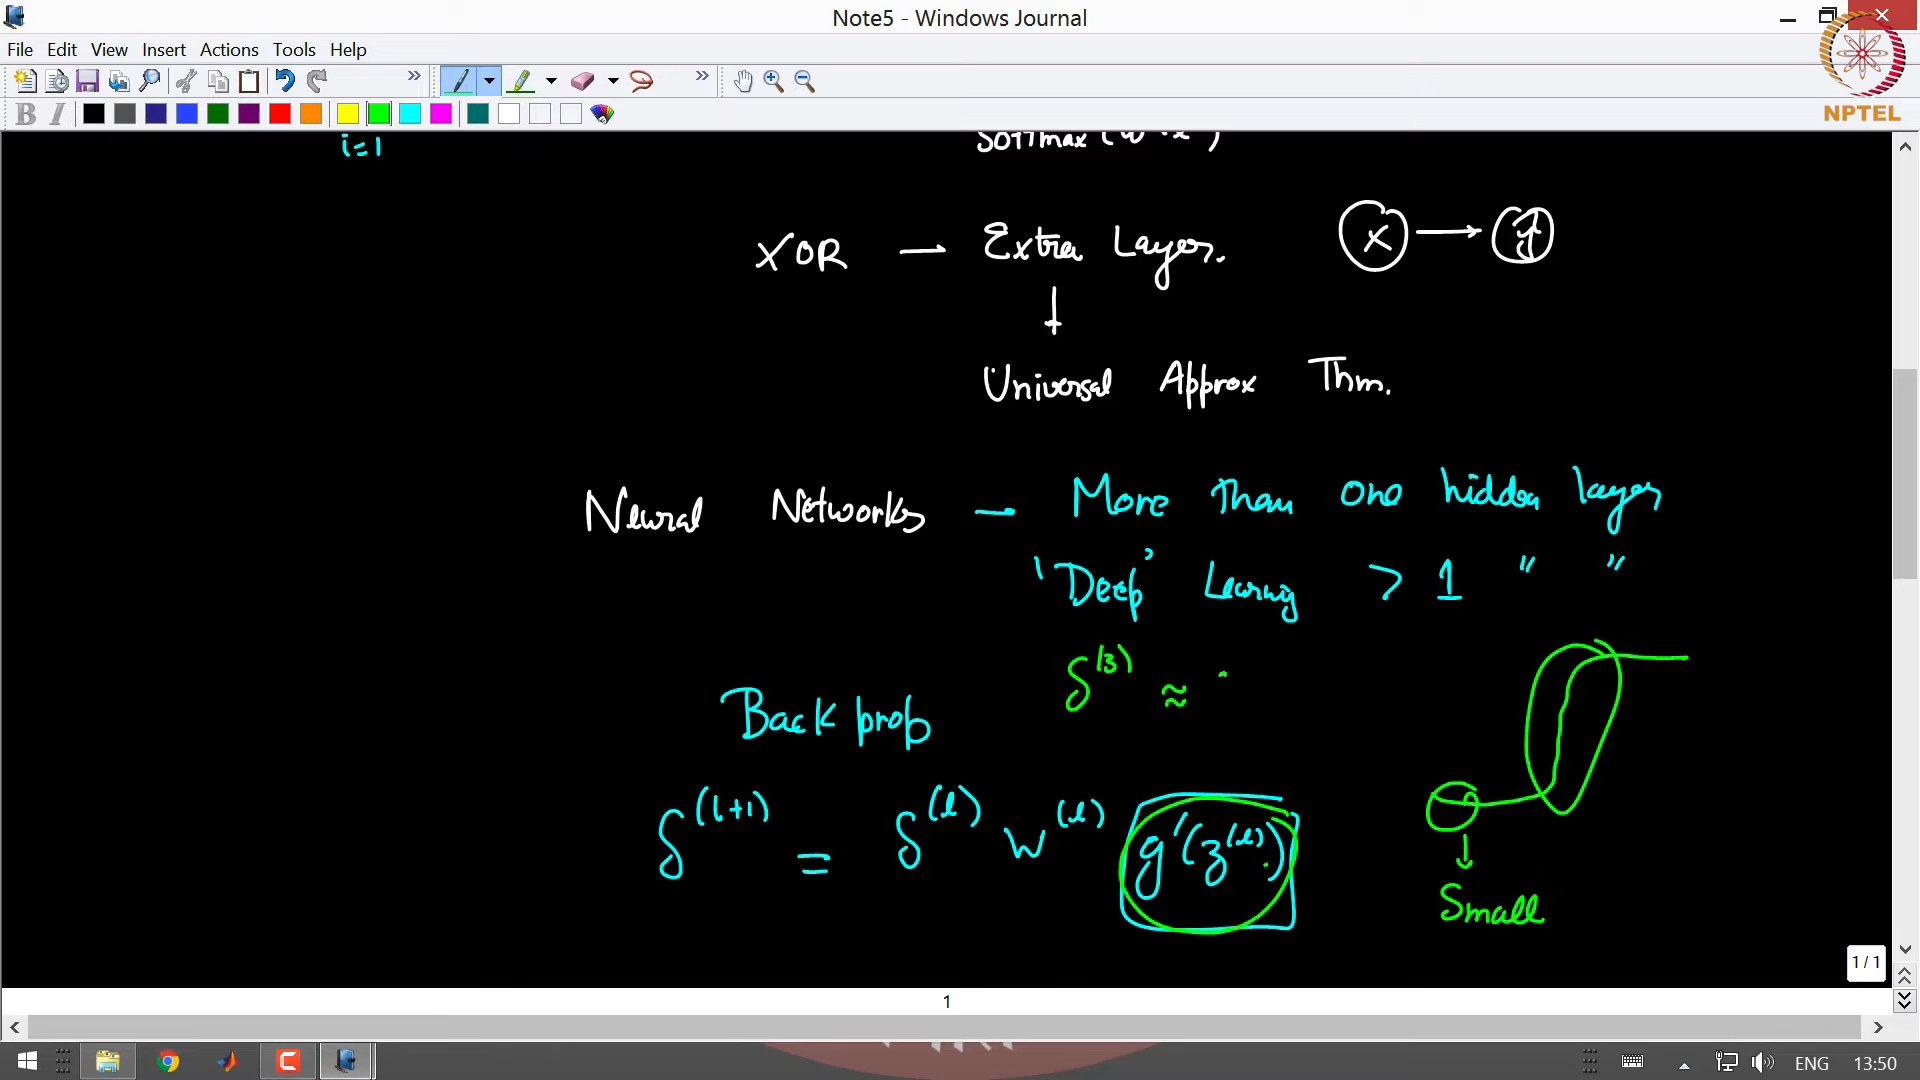 Note5 - Windows Journal
File Edit View Insert Actions Tools Help
B I
NPTEL
i=1
Softmax (
XOR — Extra Layer. X → Y
↓
Universal Approx Thm.
Neural Networks — More than one hidden layer
'Deep' Learning > 1 " "
δ^(3) ≈
Back prop
δ^(l+1) = δ^(l) W^(l) g'(z^(l))
Small
1 / 1
1
ENG 13:50